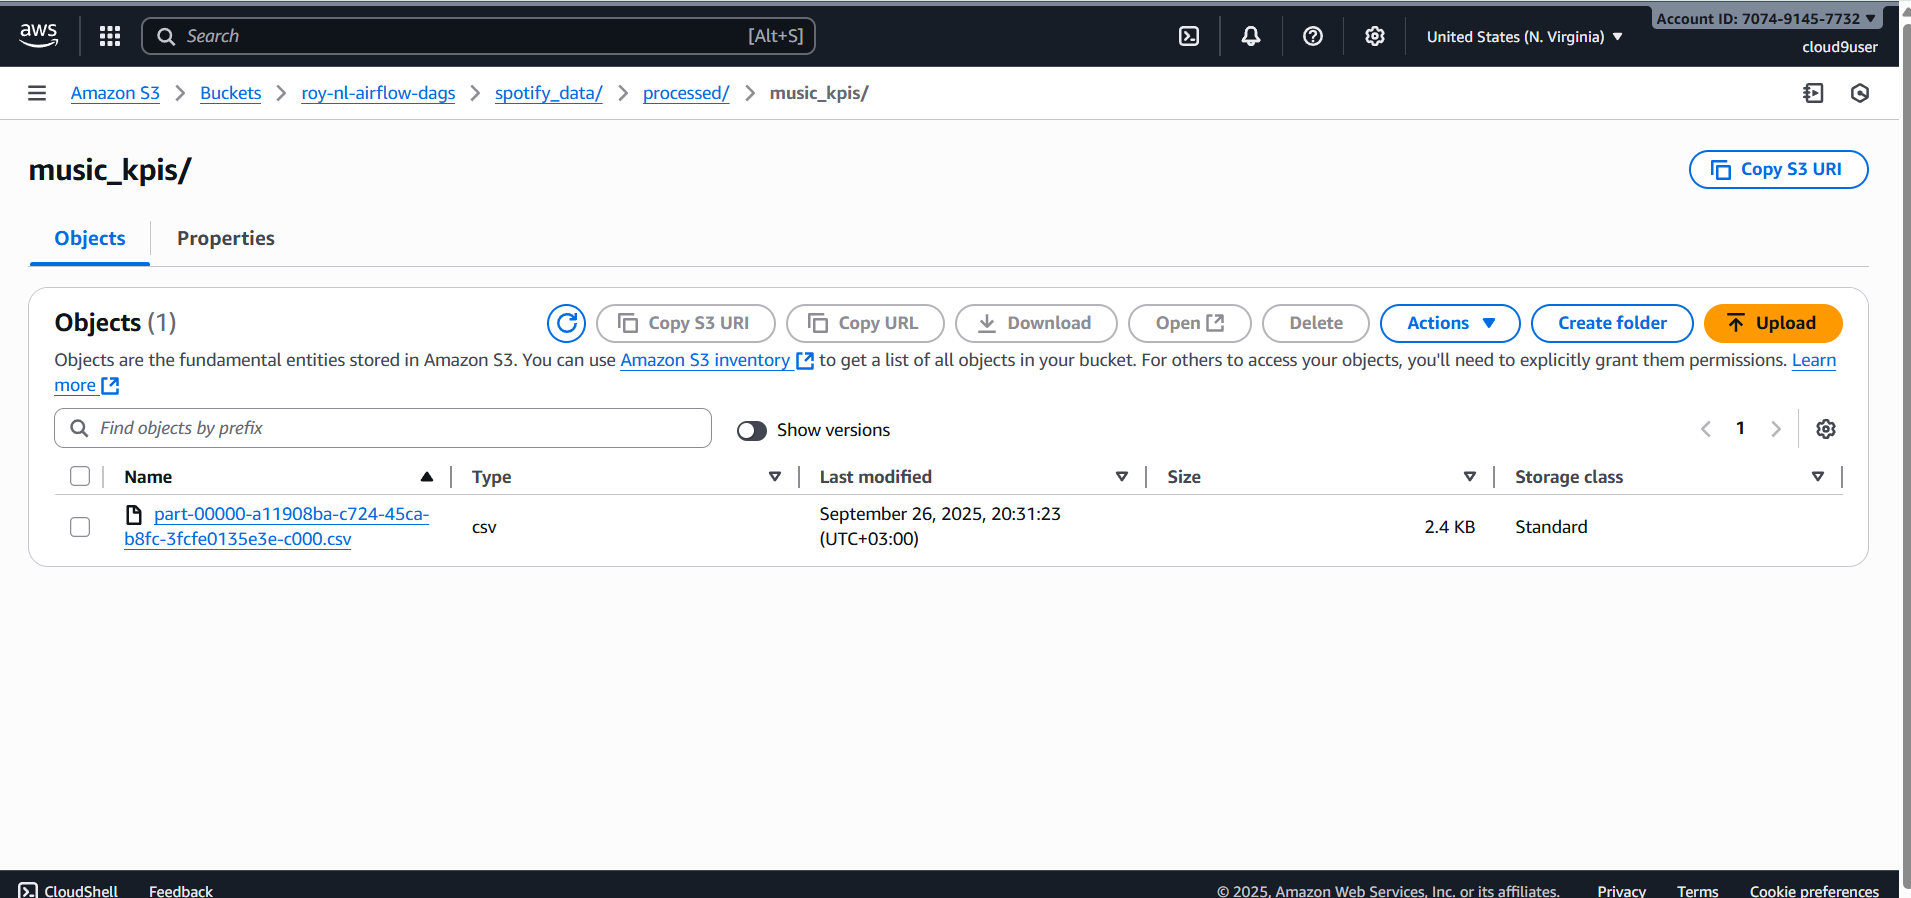 aws
Search
[Alt+S]
United States (N. Virginia)
Account ID: 7074-9145-7732
cloud9user
Amazon S3
Buckets
roy-nl-airflow-dags
spotify_data/
processed/
music_kpis/
music_kpis/
Copy S3 URI
Objects
Properties
Objects (1)
Copy S3 URI
Copy URL
Download
Open
Delete
Actions
Create folder
Upload
Objects are the fundamental entities stored in Amazon S3. You can use Amazon S3 inventory to get a list of all objects in your bucket. For others to access your objects, you'll need to explicitly grant them permissions. Learn
more
Find objects by prefix
Show versions
1
Name
Type
Last modified
Size
Storage class
part-00000-a11908ba-c724-45ca-
b8fc-3fcfe0135e3e-c000.csv
csv
September 26, 2025, 20:31:23
(UTC+03:00)
2.4 KB
Standard
CloudShell
Feedback
© 2025, Amazon Web Services, Inc. or its affiliates.
Privacy
Terms
Cookie preferences